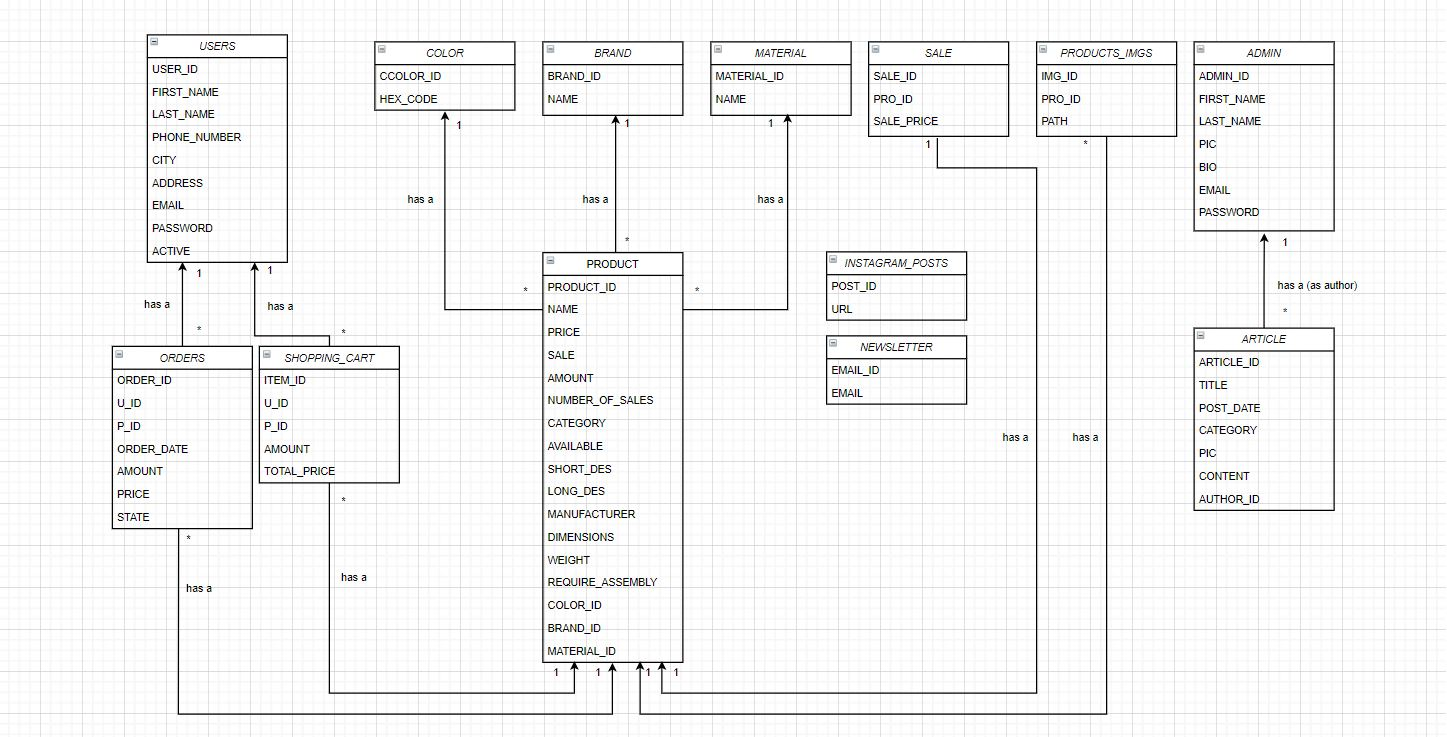 USERS
USER_ID
FIRST_NAME
LAST_NAME
PHONE_NUMBER
CITY
ADDRESS
EMAIL
PASSWORD
ACTIVE
COLOR
CCOLOR_ID
HEX_CODE
BRAND
BRAND_ID
NAME
MATERIAL
MATERIAL_ID
NAME
SALE
SALE_ID
PRO_ID
SALE_PRICE
PRODUCTS_IMGS
IMG_ID
PRO_ID
PATH
ADMIN
ADMIN_ID
FIRST_NAME
LAST_NAME
PIC
BIO
EMAIL
PASSWORD
1
1
1
1
*
has a
has a
has a
*
1
1
has a
has a
*
*
*
*
1
has a (as author)
*
INSTAGRAM_POSTS
POST_ID
URL
NEWSLETTER
EMAIL_ID
EMAIL
ORDERS
ORDER_ID
U_ID
P_ID
ORDER_DATE
AMOUNT
PRICE
STATE
SHOPPING_CART
ITEM_ID
U_ID
P_ID
AMOUNT
TOTAL_PRICE
PRODUCT
PRODUCT_ID
NAME
PRICE
SALE
AMOUNT
NUMBER_OF_SALES
CATEGORY
AVAILABLE
SHORT_DES
LONG_DES
MANUFACTURER
DIMENSIONS
WEIGHT
REQUIRE_ASSEMBLY
COLOR_ID
BRAND_ID
MATERIAL_ID
ARTICLE
ARTICLE_ID
TITLE
POST_DATE
CATEGORY
PIC
CONTENT
AUTHOR_ID
has a
has a
*
*
has a
has a
1
1
1
1